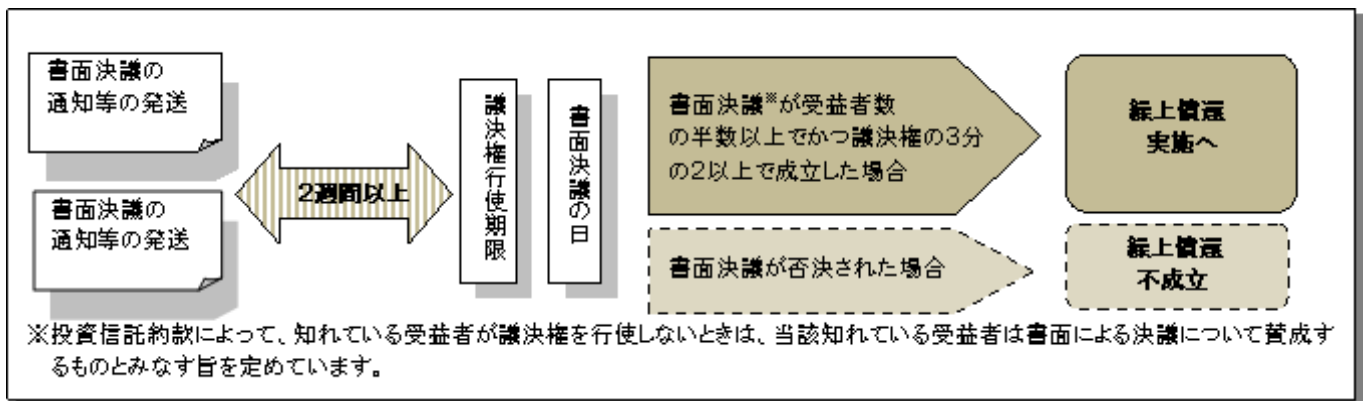 書面決議の
通知等の発送
書面決議の
通知等の発送
2週間以上
議決権行使期限
書面決議の日
書面決議※が受益者数
の半数以上でかつ議決権の3分
の2以上で成立した場合
繰上償還
実施へ
書面決議が否決された場合
繰上償還
不成立
※投資信託約款によって、知れている受益者が議決権を行使しないときは、当該知れている受益者は書面による決議について賛成す
るものとみなす旨を定めています。